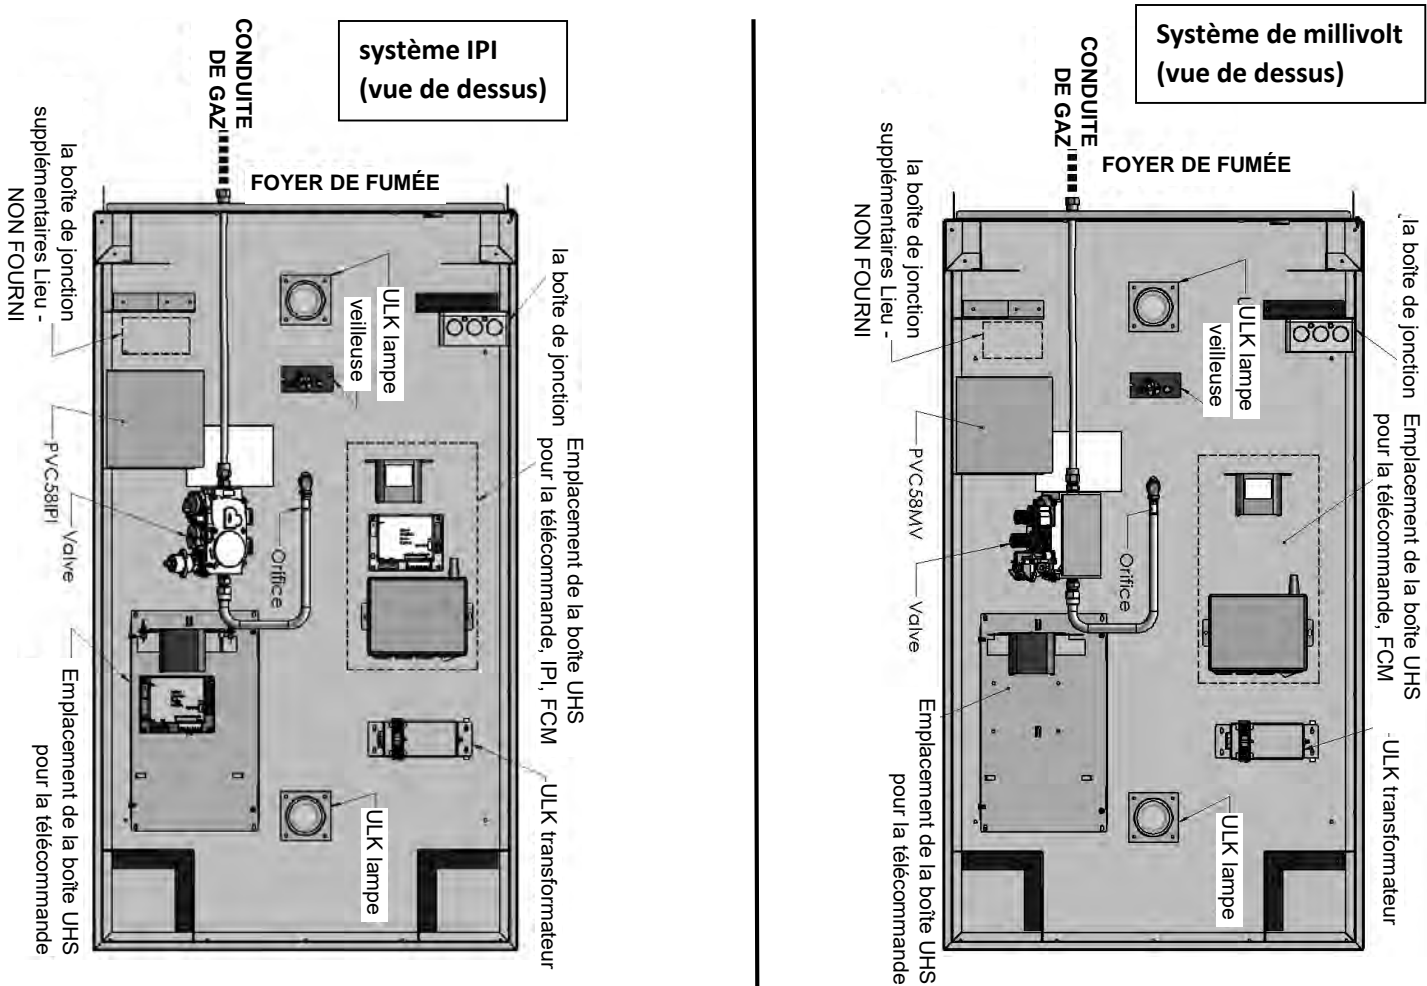 système IPI
(vue de dessus)
CONDUITE
DE GAZ
FOYER DE FUMÉE
la boîte de jonction
supplémentaires Lieu -
NON FOURNI
ULK lampe
veilleuse
la boîte de jonction
Emplacement de la boîte UHS
pour la télécommande, IPI, FCM
PVC58IPI
Valve
Orifice
Emplacement de la boîte UHS
pour la télécommande
ULK lampe
ULK transformateur
Système de millivolt
(vue de dessus)
CONDUITE
DE GAZ
FOYER DE FUMÉE
la boîte de jonction
supplémentaires Lieu -
NON FOURNI
ULK lampe
veilleuse
la boîte de jonction
Emplacement de la boîte UHS
pour la télécommande, FCM
PVC58MV
Valve
Orifice
Emplacement de la boîte UHS
pour la télécommande
ULK lampe
ULK transformateur